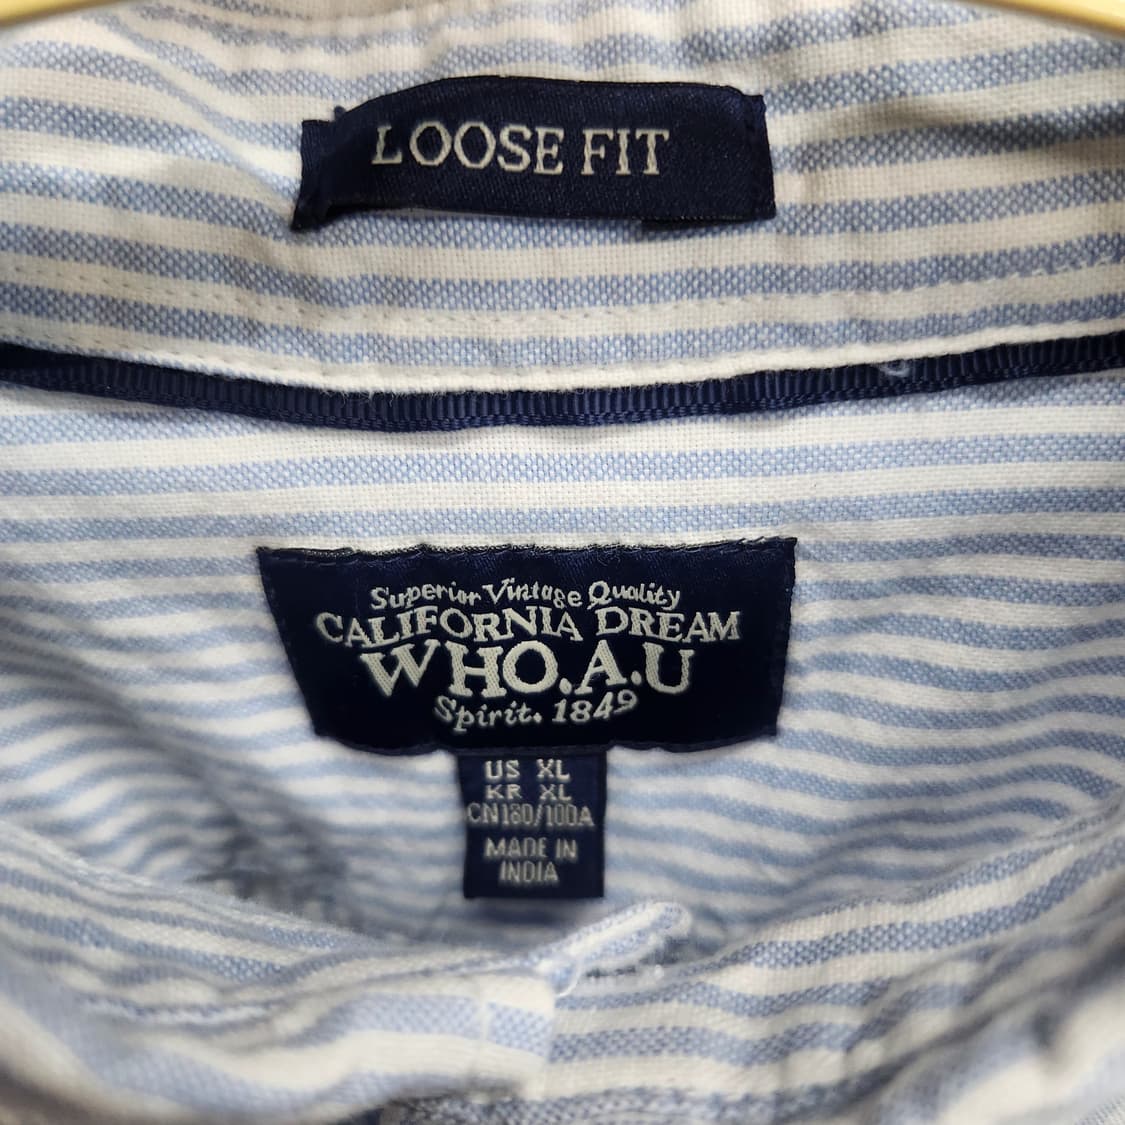 LOOSE FIT
Superior Vintage Quality
CALIFORNIA DREAM
WHO.A.U
Spirit. 1849
US XL
KR XL
CN180/100A
MADE IN
INDIA